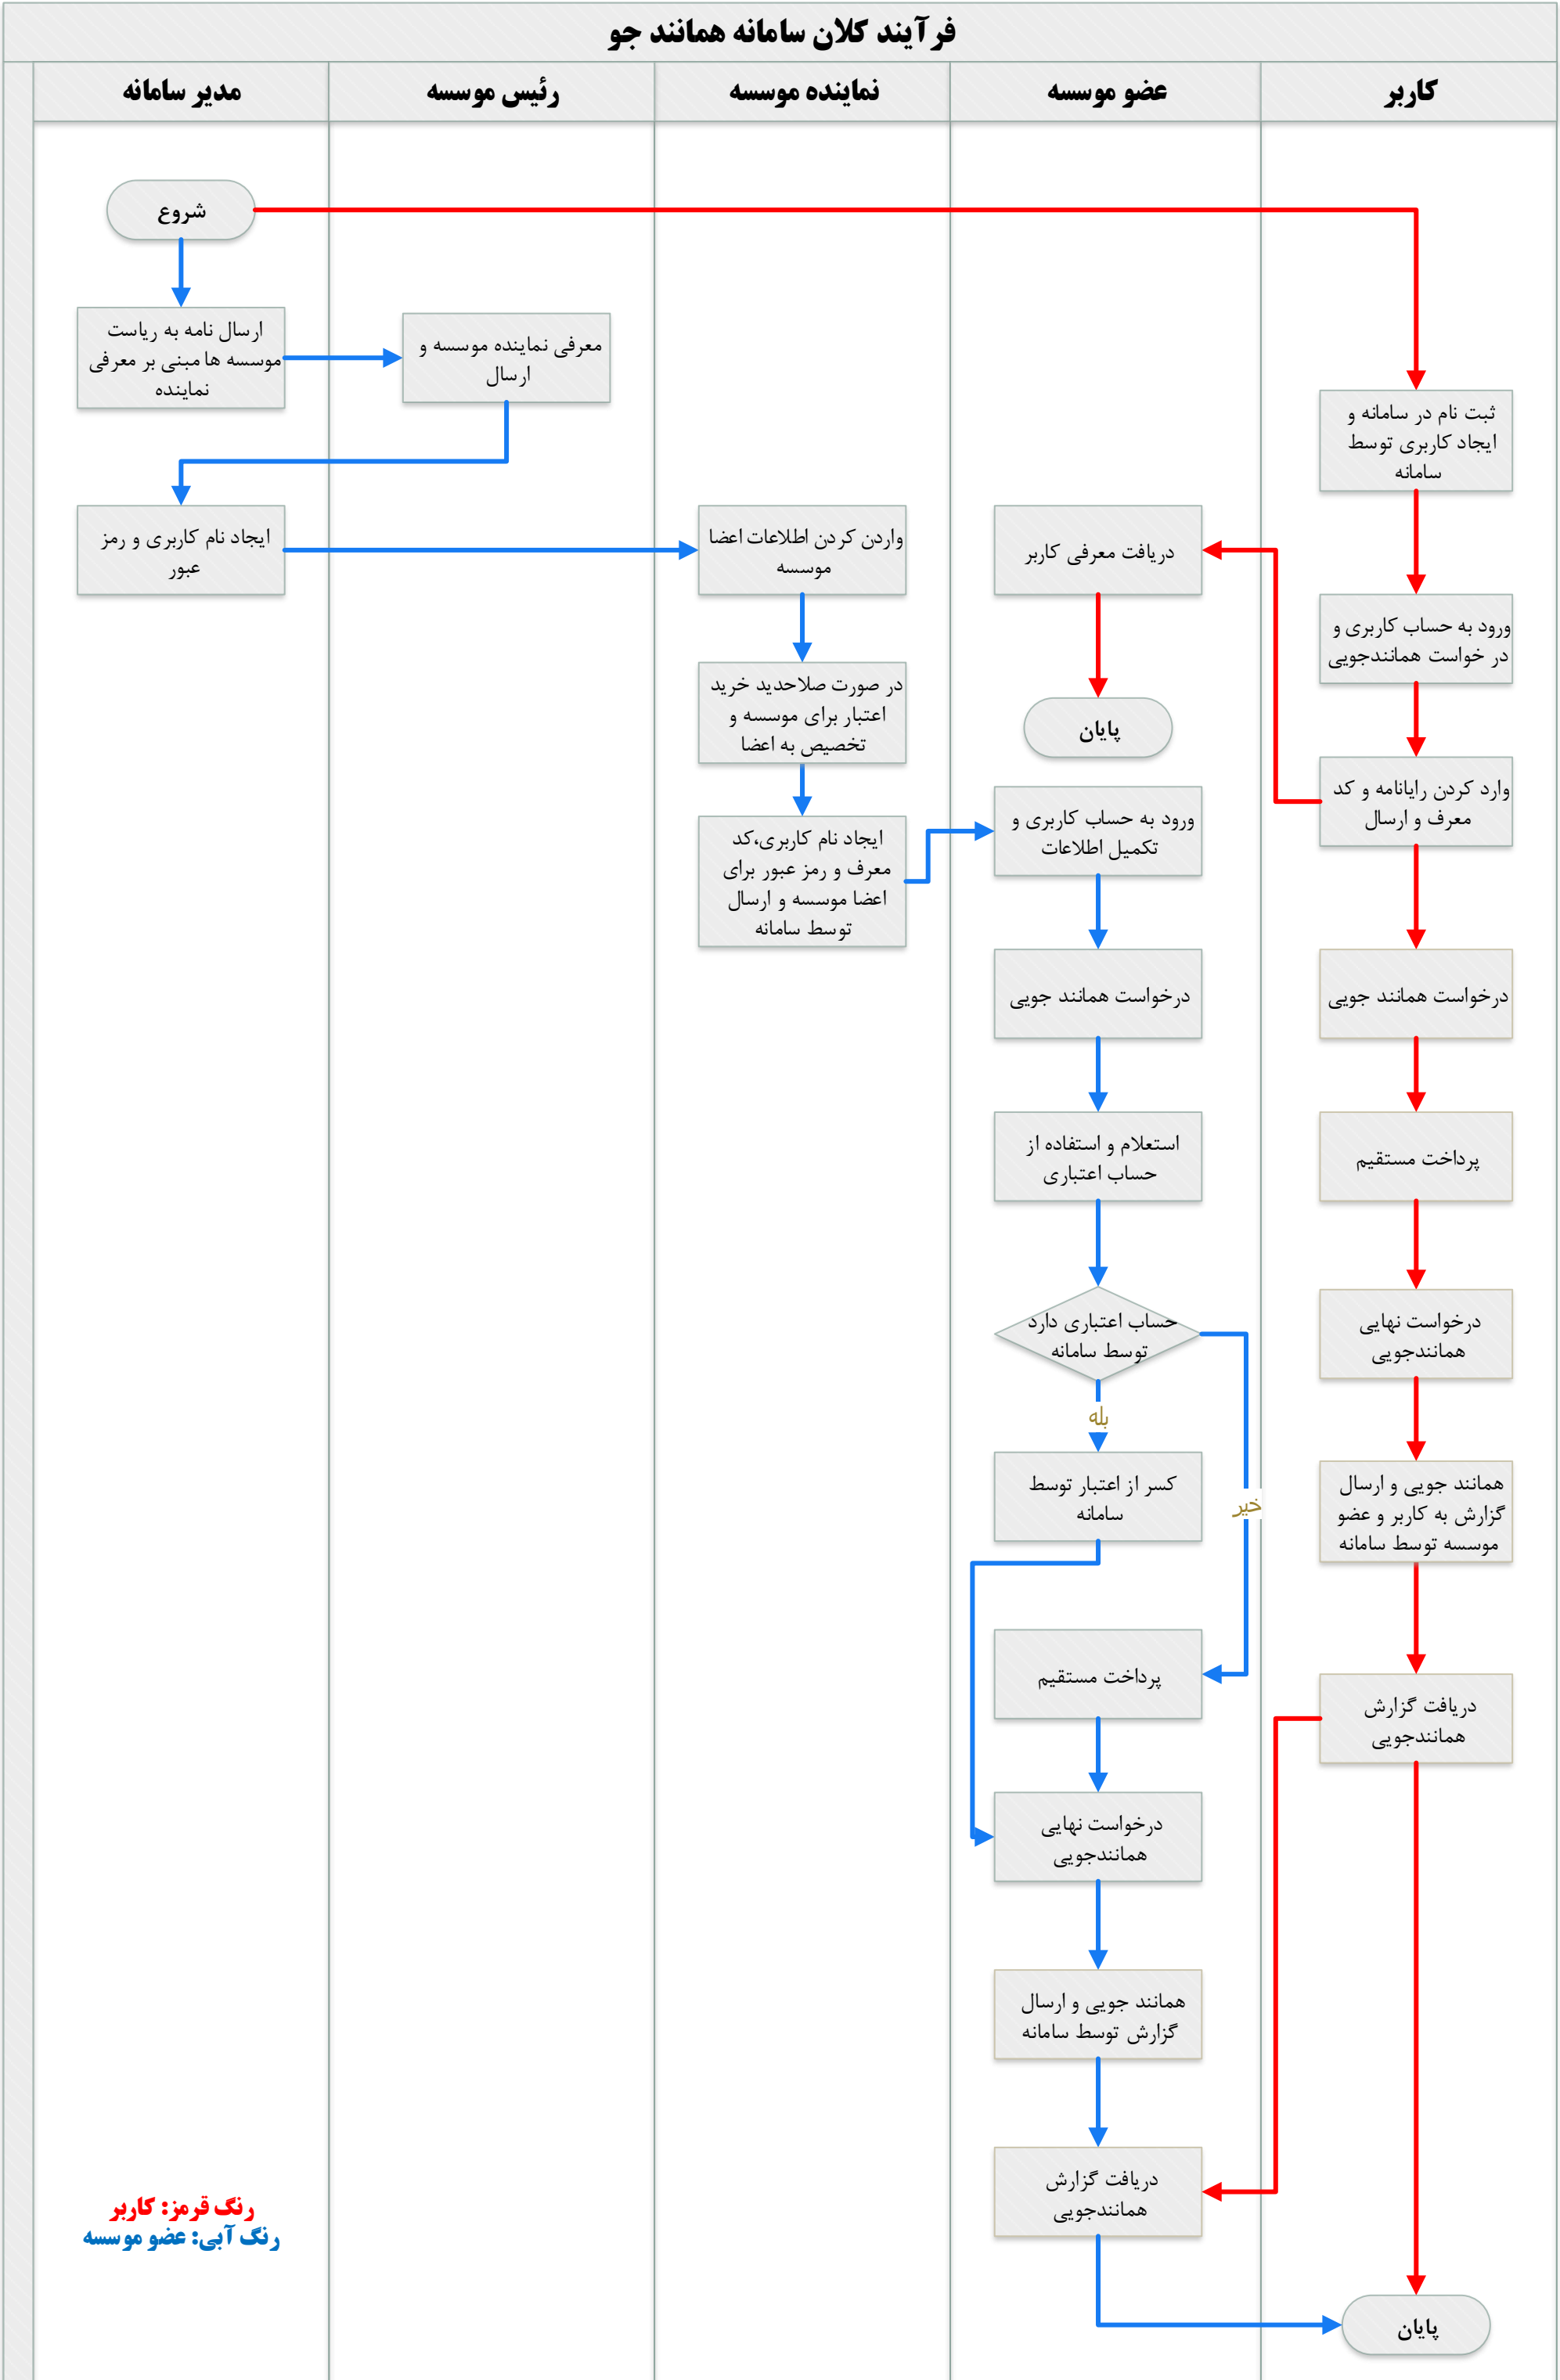 فرآیند کلان سامانه همانند جو
کاربر
عضو موسسه
نماینده موسسه
رئیس موسسه
مدیر سامانه
شروع
ارسال نامه به ریاست
موسسه ها مبنی بر معرفی
نماینده
معرفی نماینده موسسه و
ارسال
ایجاد نام کاربری و رمز
عبور
واردن کردن اطلاعات اعضا
موسسه
در صورت صلاحدید خرید
اعتبار برای موسسه و
تخصیص به اعضا
ایجاد نام کاربری،کد
معرف و رمز عبور برای
اعضا موسسه و ارسال
توسط سامانه
دریافت معرفی کاربر
پایان
ورود به حساب کاربری و
تکمیل اطلاعات
درخواست همانند جویی
استعلام و استفاده از
حساب اعتباری
حساب اعتباری دارد
توسط سامانه
بله
خیر
کسر از اعتبار توسط
سامانه
پرداخت مستقیم
درخواست نهایی
همانندجویی
همانند جویی و ارسال
گزارش توسط سامانه
دریافت گزارش
همانندجویی
ثبت نام در سامانه و
ایجاد کاربری توسط
سامانه
ورود به حساب کاربری و
در خواست همانندجویی
وارد کردن رایانامه و کد
معرف و ارسال
درخواست همانند جویی
پرداخت مستقیم
درخواست نهایی
همانندجویی
همانند جویی و ارسال
گزارش به کاربر و عضو
موسسه توسط سامانه
دریافت گزارش
همانندجویی
پایان
رنگ قرمز: کاربر
رنگ آبی: عضو موسسه